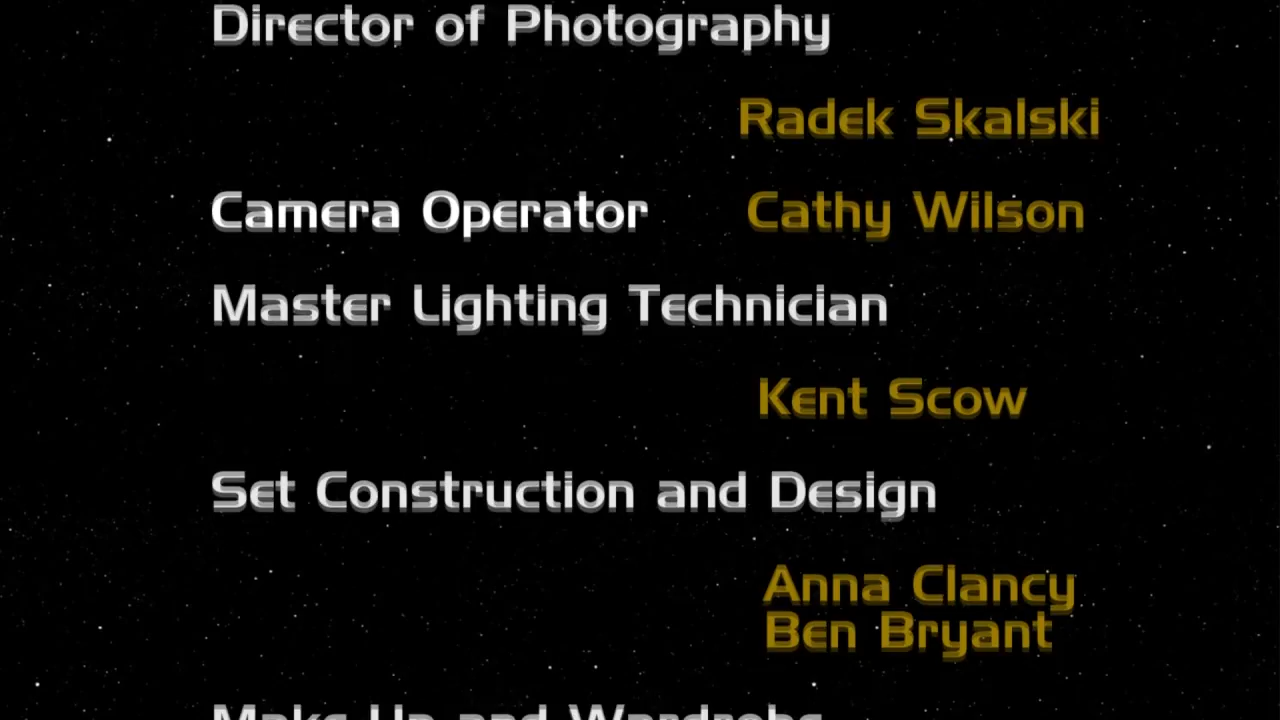 Director of Photography
Radek Skalski
Camera Operator Cathy Wilson
Master Lighting Technician
Kent Scow
Set Construction and Design
Anna Clancy
Ben Bryant
Make Up and Wardrobe